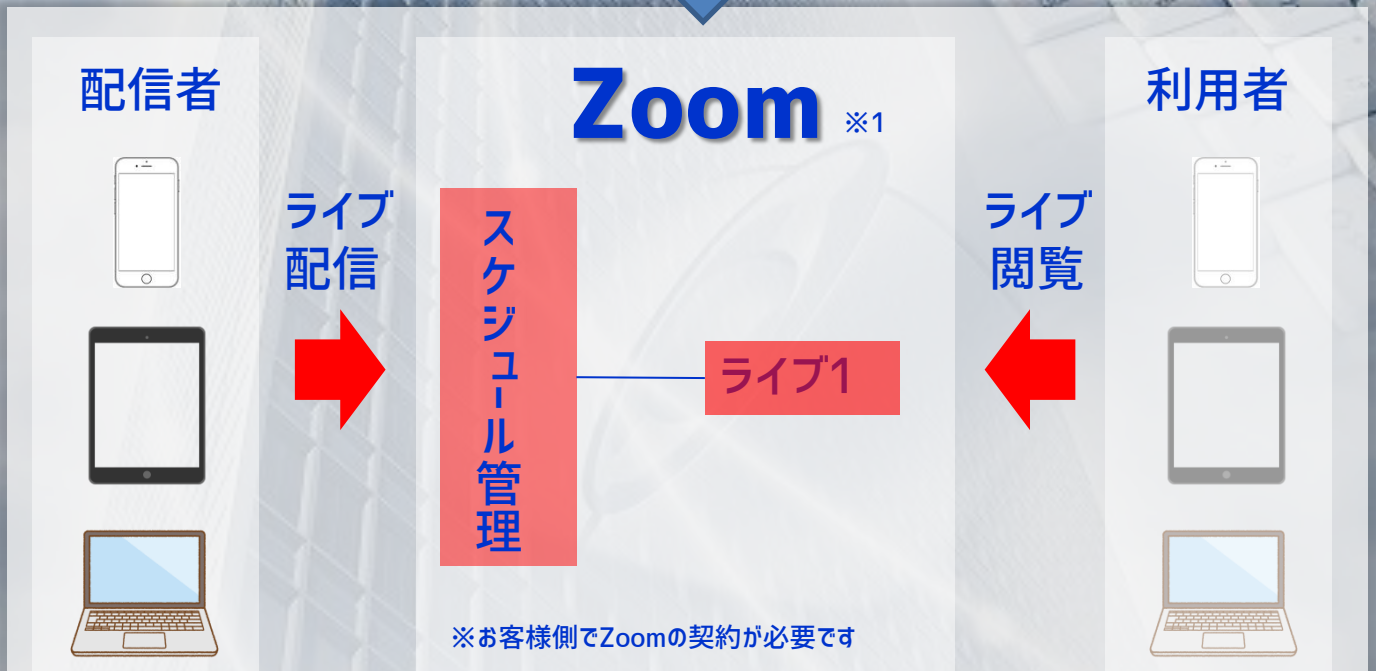 配信者
Zoom ※1
利用者
ライブ
配信
ライブ
閲覧
スケジュール管理
ライブ1
※お客様側でZoomの契約が必要です